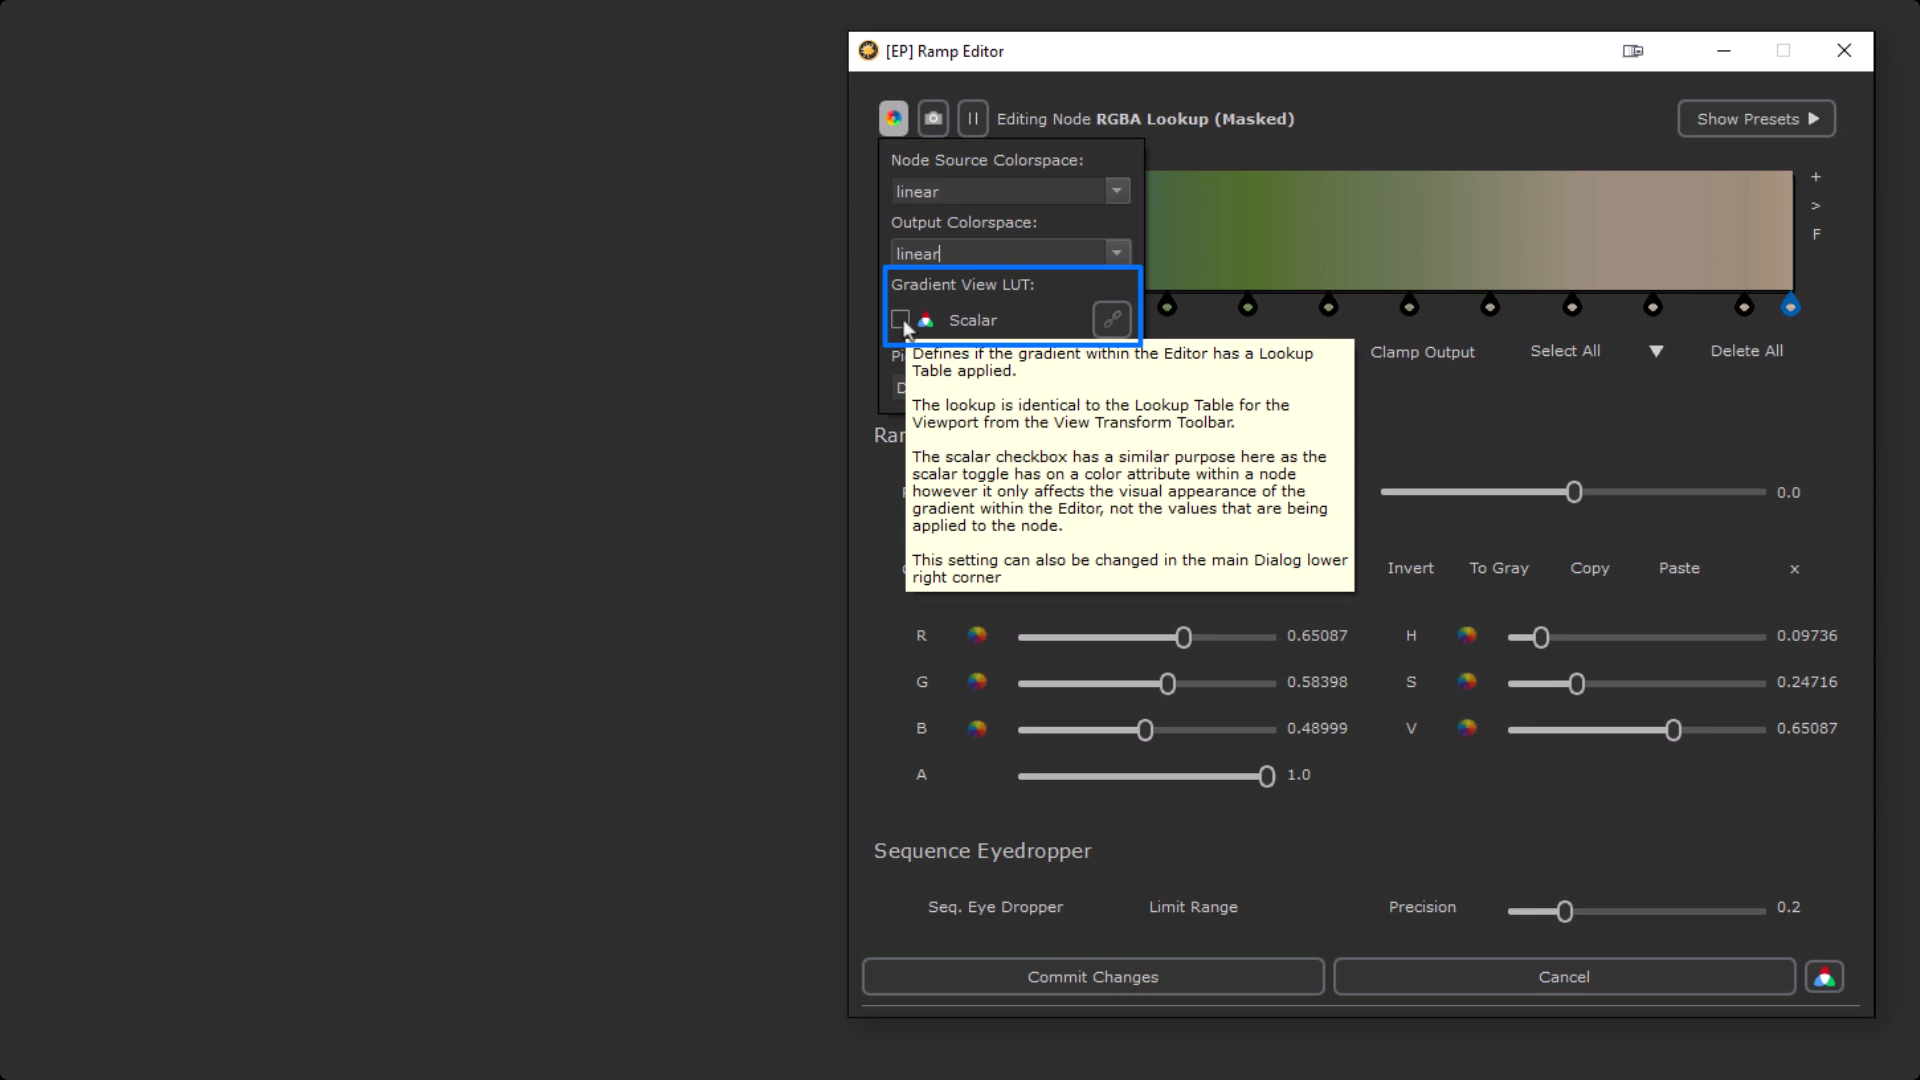 [EP] Ramp Editor
Editing Node RGBA Lookup (Masked)
Show Presets
Node Source Colorspace:
linear
Output Colorspace:
linear
Gradient View LUT:
Scalar
+
>
F
Clamp Output
Select All
Delete All
Defines if the gradient within the Editor has a Lookup
Table applied.
The lookup is identical to the Lookup Table for the
Viewport from the View Transform Toolbar.
The scalar checkbox has a similar purpose here as the
scalar toggle has on a color attribute within a node
however it only affects the visual appearance of the
gradient within the Editor, not the values that are being
applied to the node.
This setting can also be changed in the main Dialog lower
right corner
0.0
Invert
To Gray
Copy
Paste
x
R 0.65087
H 0.09736
G 0.58398
S 0.24716
B 0.48999
V 0.65087
A 1.0
Sequence Eyedropper
Seq. Eye Dropper
Limit Range
Precision 0.2
Commit Changes
Cancel